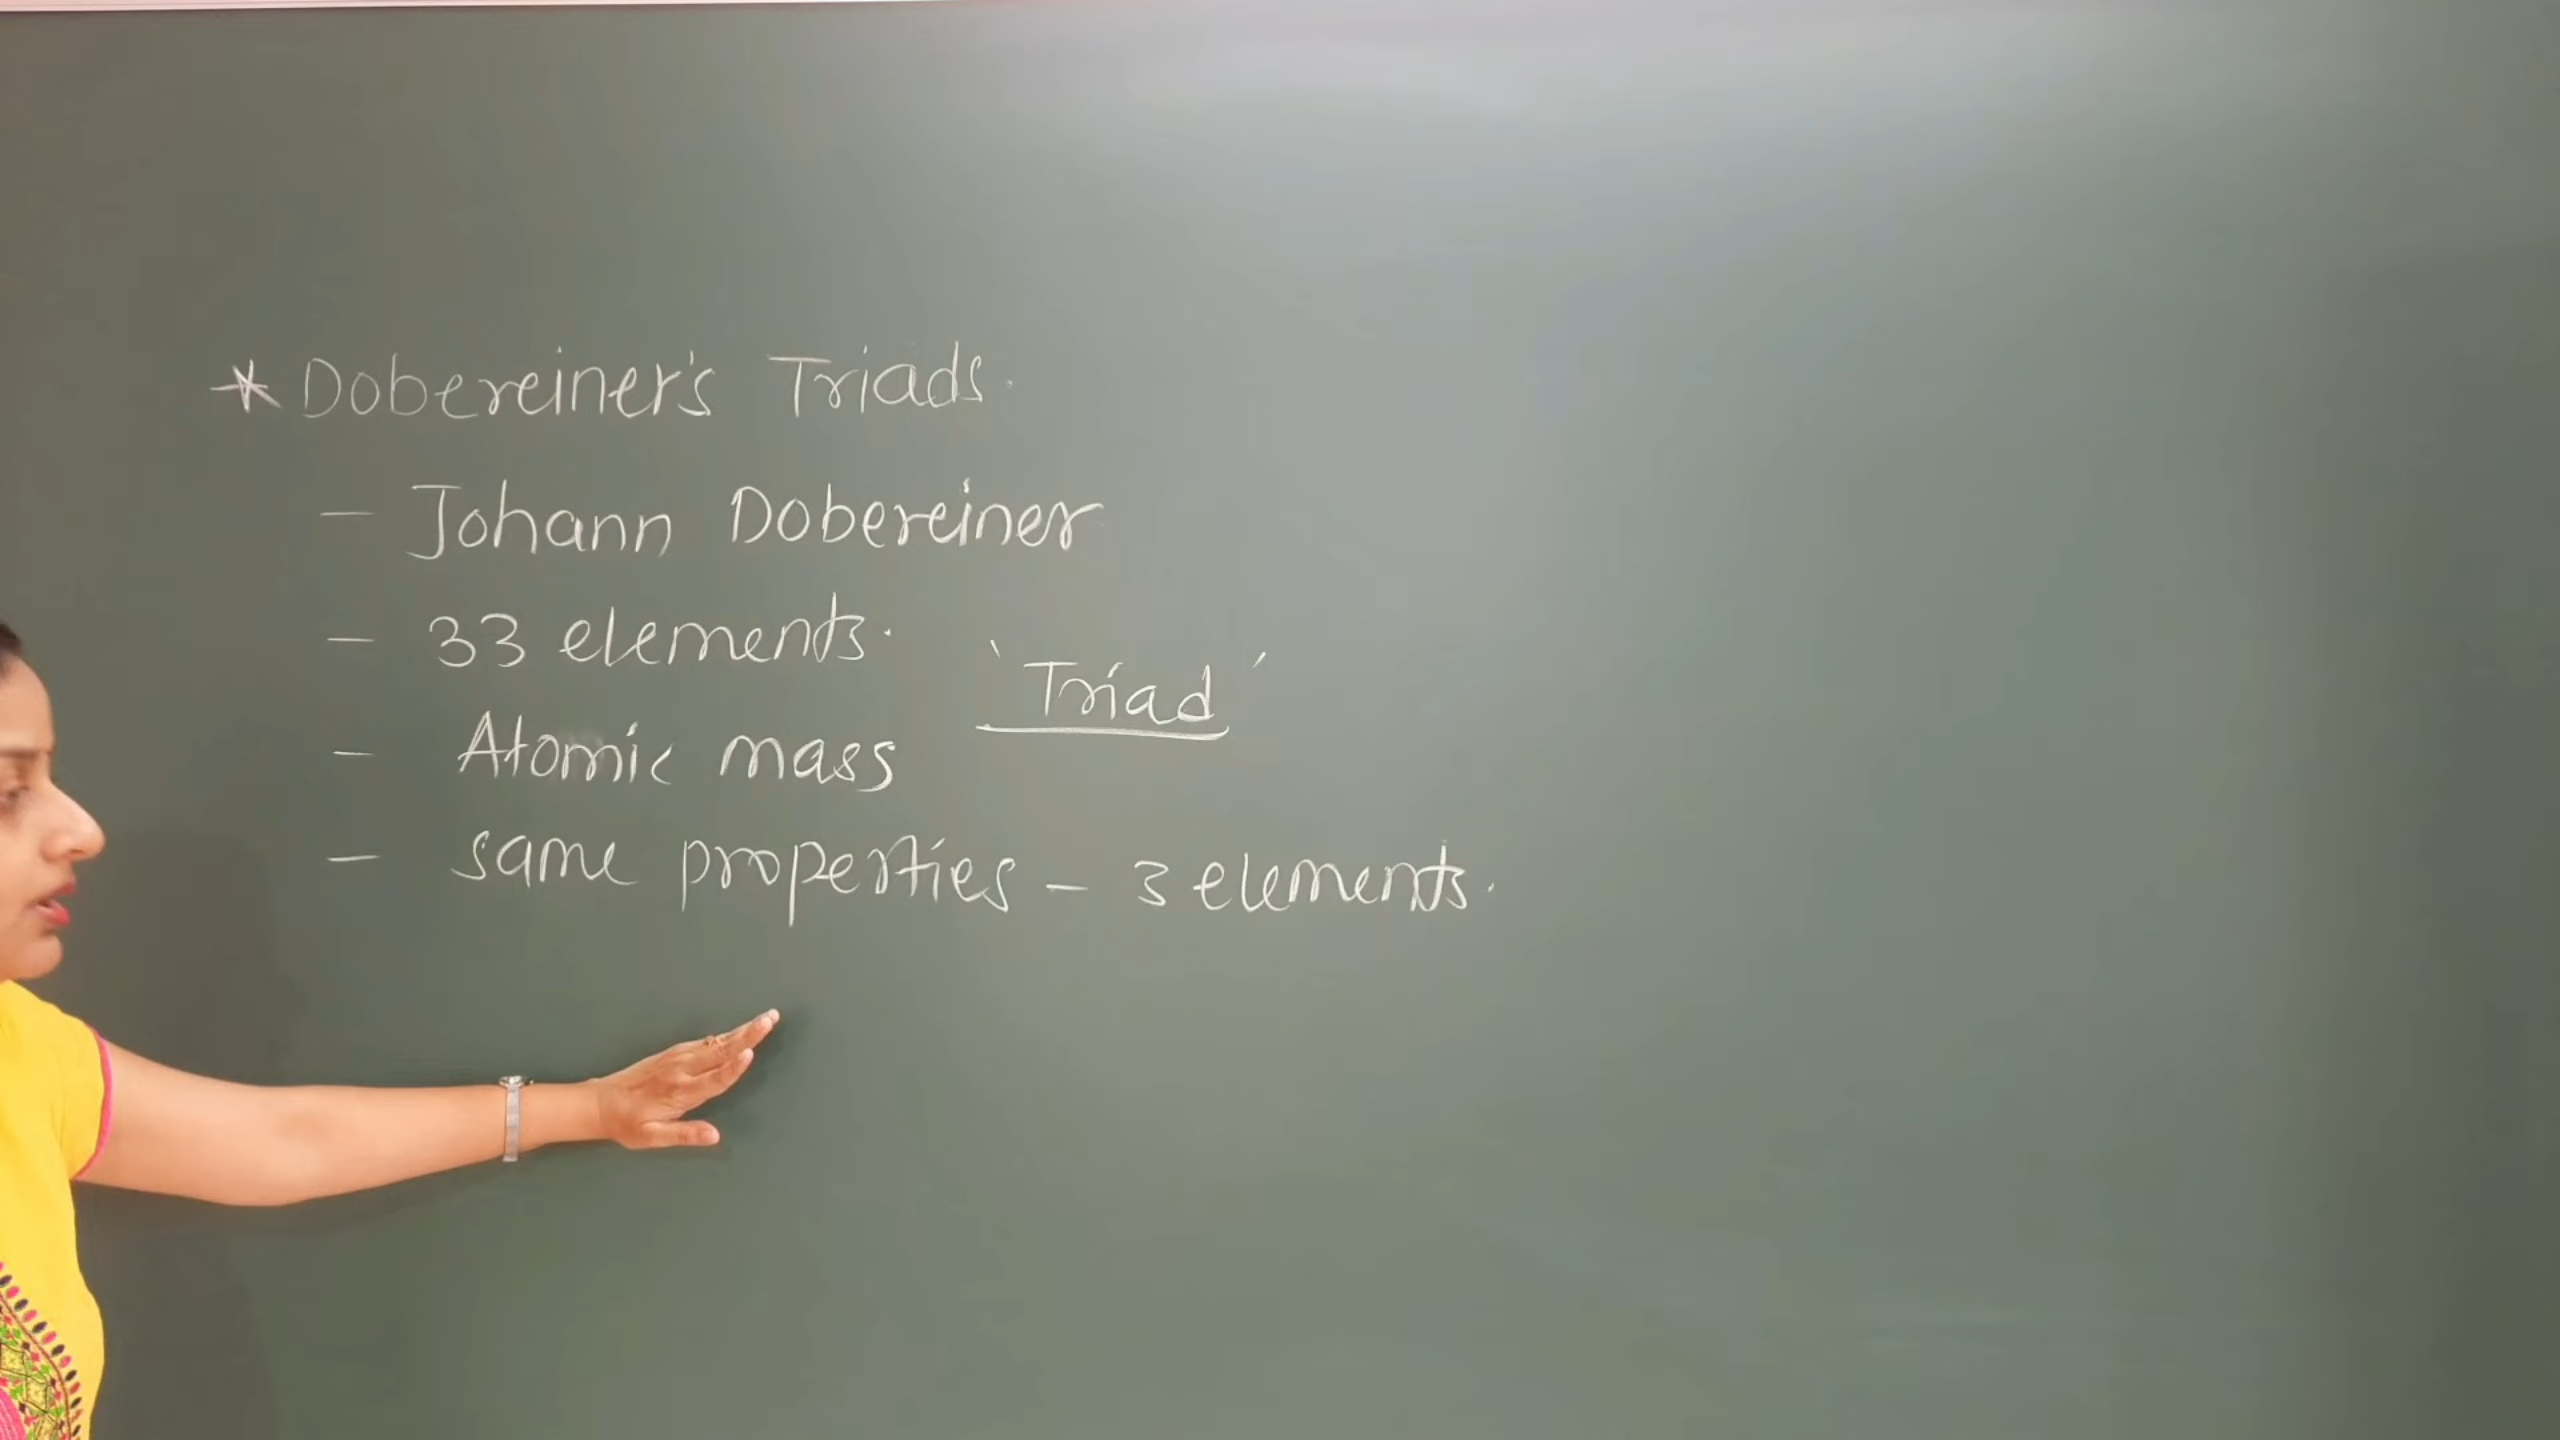 * Dobereiner's Triads.
- Johann Dobereiner
- 33 elements.
'Triad'
- Atomic mass
- same properties - 3 elements.